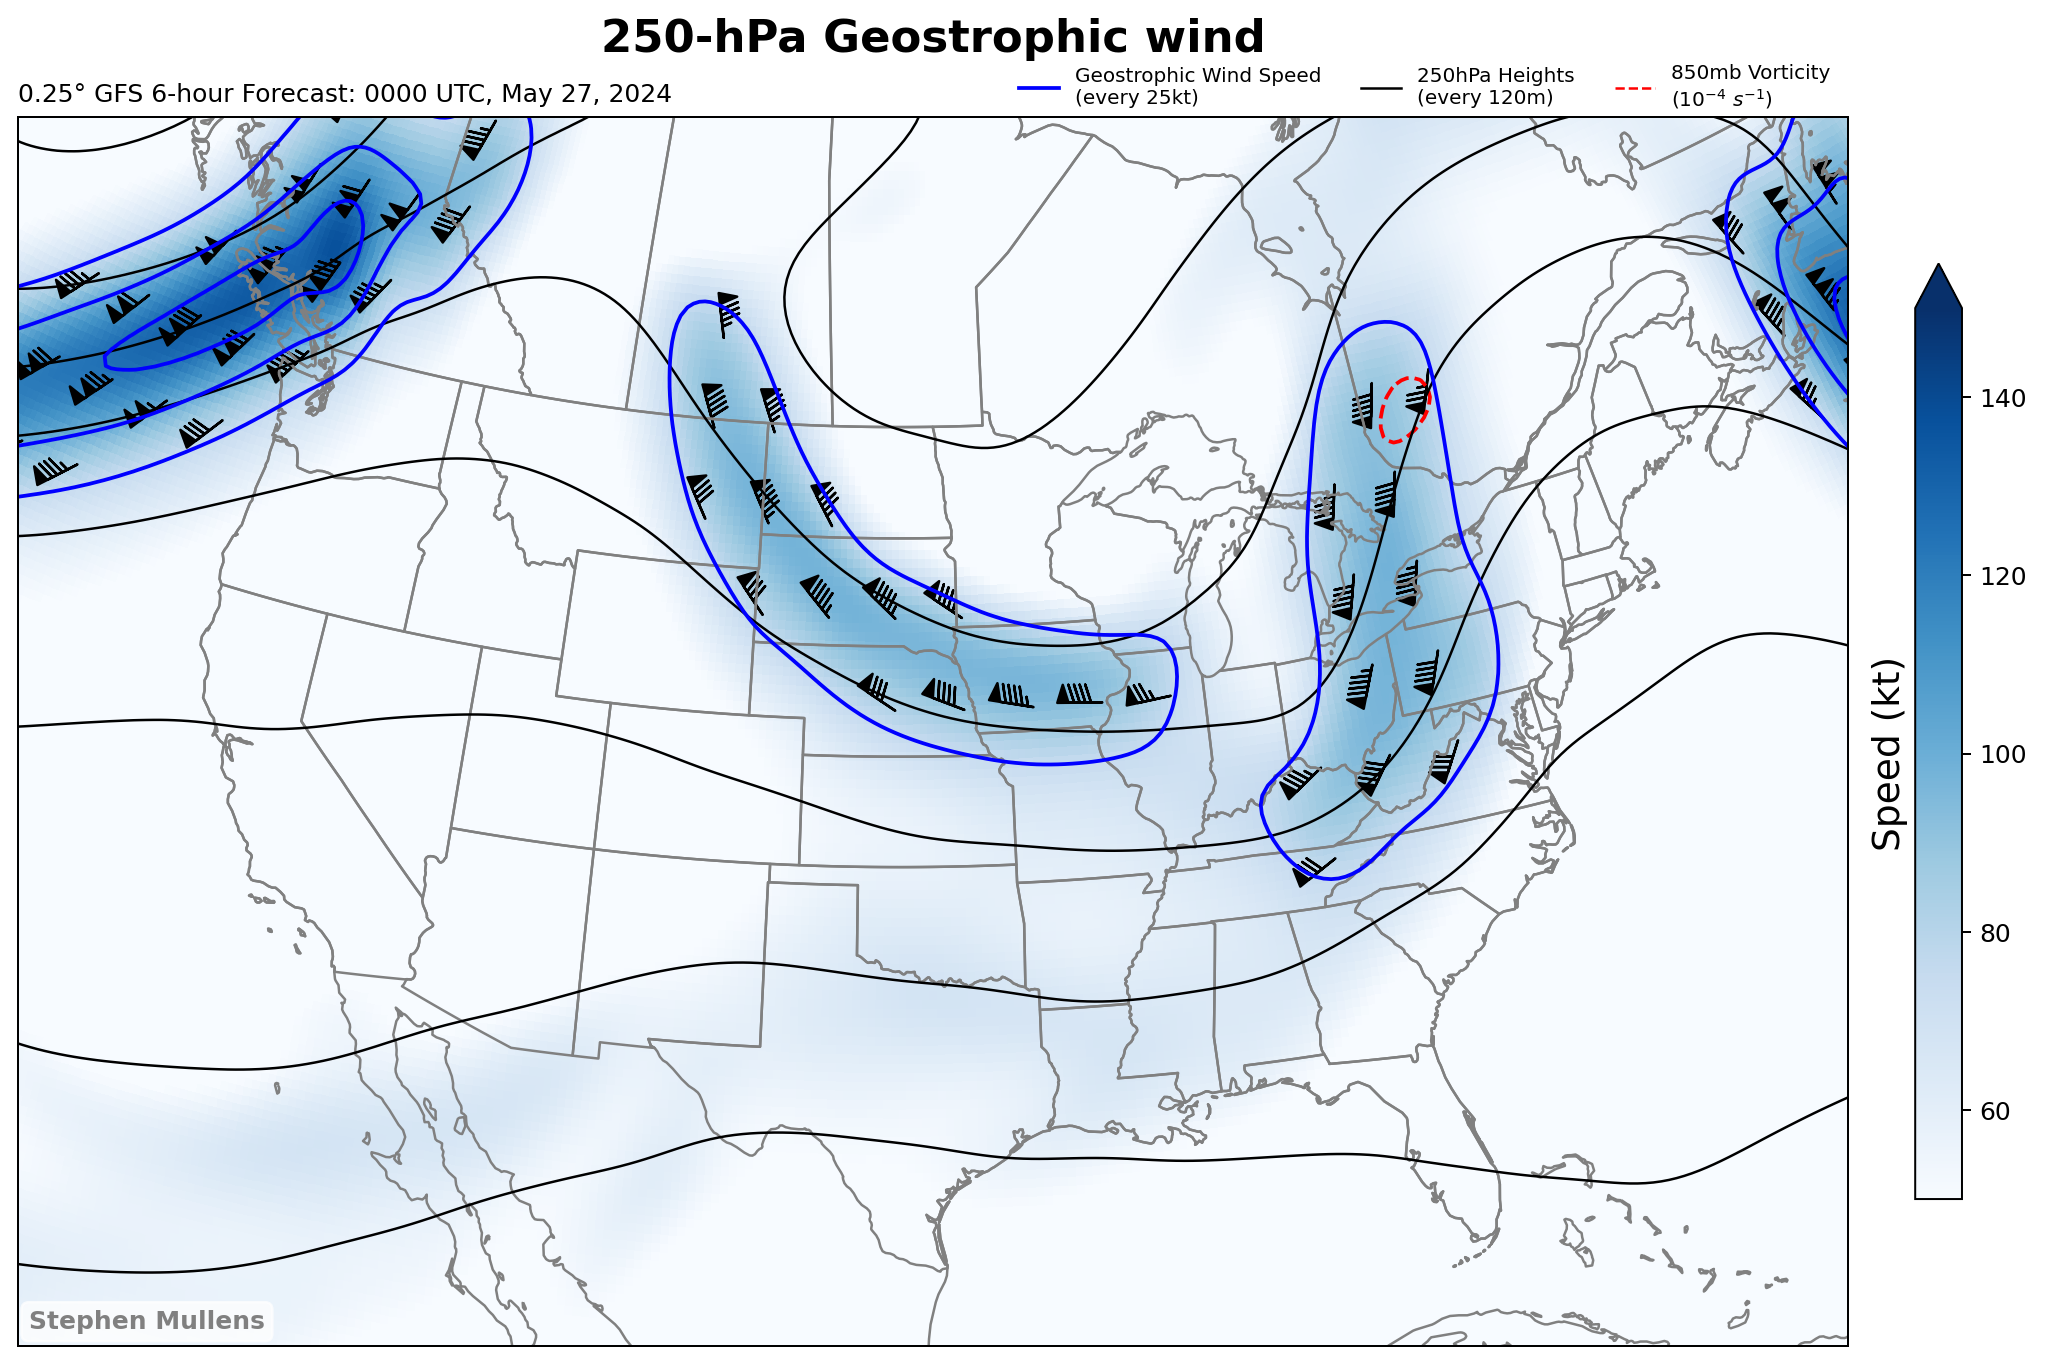 250-hPa Geostrophic wind
0.25° GFS 6-hour Forecast: 0000 UTC, May 27, 2024
Geostrophic Wind Speed
(every 25kt)
250hPa Heights
(every 120m)
850mb Vorticity
(10⁻⁴ s⁻¹)
140
120
100
80
60
Speed (kt)
Stephen Mullens